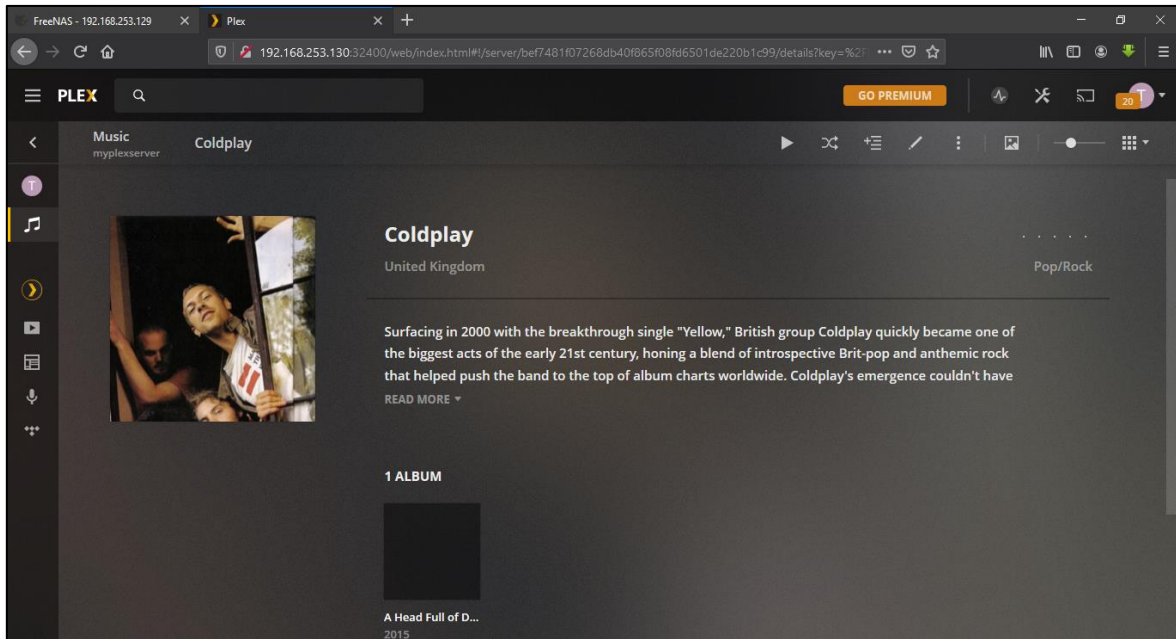 FreeNAS - 192.168.253.129
Plex
192.168.253.130:32400/web/index.html#!/server/bef7481f07268db40f865f08fd6501de220b1c99/details?key=%2F
PLEX
GO PREMIUM
20
T
Music
myplexserver
Coldplay
T
Coldplay
United Kingdom
Pop/Rock
Surfacing in 2000 with the breakthrough single "Yellow," British group Coldplay quickly became one of
the biggest acts of the early 21st century, honing a blend of introspective Brit-pop and anthemic rock
that helped push the band to the top of album charts worldwide. Coldplay's emergence couldn't have
READ MORE
1 ALBUM
A Head Full of D...
2015